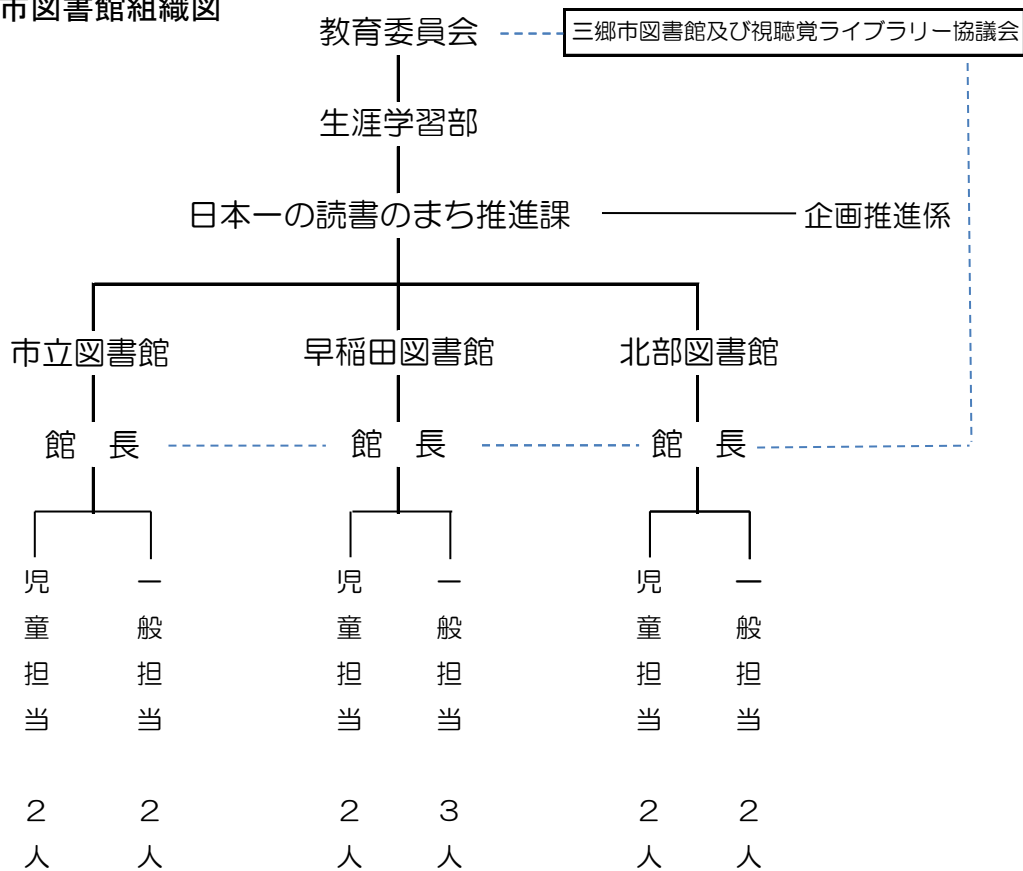 市図書館組織図
教育委員会
三郷市図書館及び視聴覚ライブラリー協議会
生涯学習部
日本一の読書のまち推進課
企画推進係
市立図書館
早稲田図書館
北部図書館
館 長
館 長
館 長
児童担当 2人
一般担当 2人
児童担当 2人
一般担当 3人
児童担当 2人
一般担当 2人